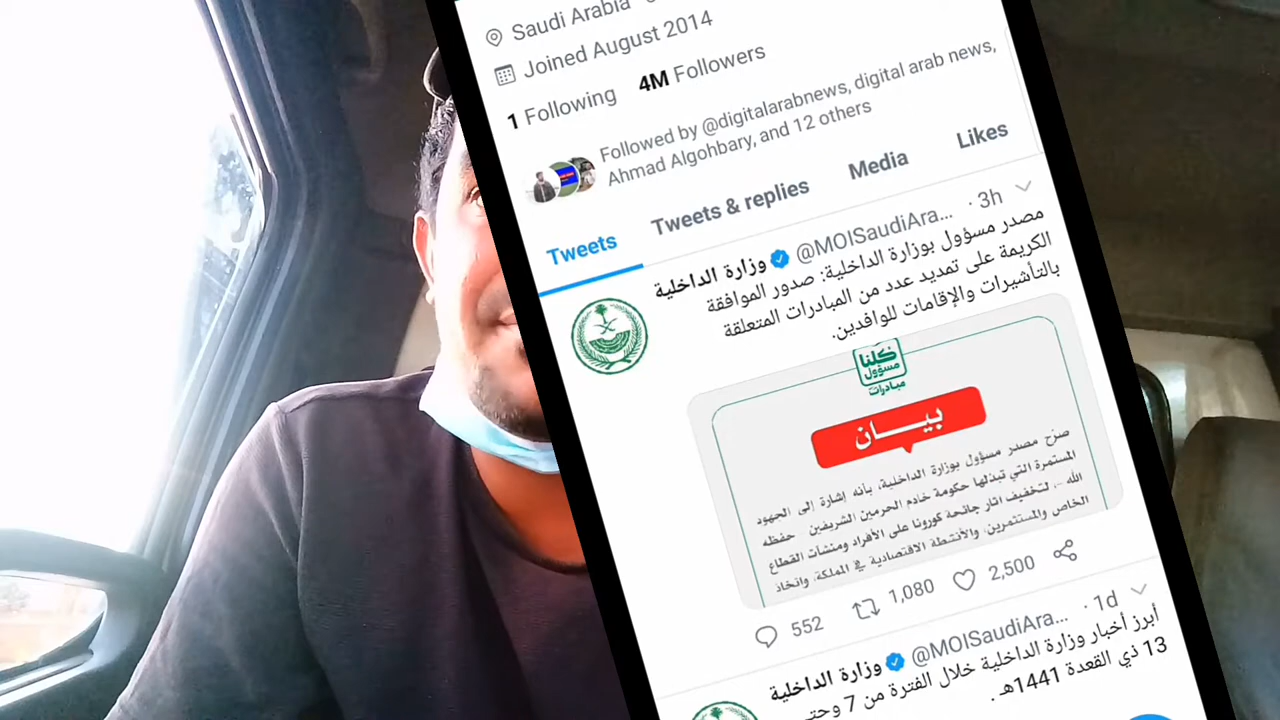 Saudi Arabia
Joined August 2014
1 Following 4M Followers
Followed by @digitalarabnews, digital arab news,
Ahmad Algohbary, and 12 others
Tweets Tweets & replies Media Likes
وزارة الداخلية @MOISaudiAra... · 3h
مصدر مسؤول بوزارة الداخلية: صدور الموافقة
الكريمة على تمديد عدد من المبادرات المتعلقة
بالتأشيرات والإقامات للوافدين.
كلنا
مسؤول
مبادرات
بيـــان
صرّح مصدر مسؤول بوزارة الداخلية، بأنه إشارة إلى الجهود
المستمرة التي تبذلها حكومة خادم الحرمين الشريفين حفظه
الله -، لتخفيف آثار جائحة كورونا على الأفراد ومنشآت القطاع
الخاص والمستثمرين، والأنشطة الاقتصادية في المملكة، واتخاذ
552 1,080 2,500
وزارة الداخلية @MOISaudiAra... · 1d
أبرز أخبار وزارة الداخلية خلال الفترة من 7 وحتى
13 ذي القعدة 1441هـ .